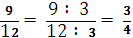 9/12 = 9 : 3 / 12 : 3 = 3/4